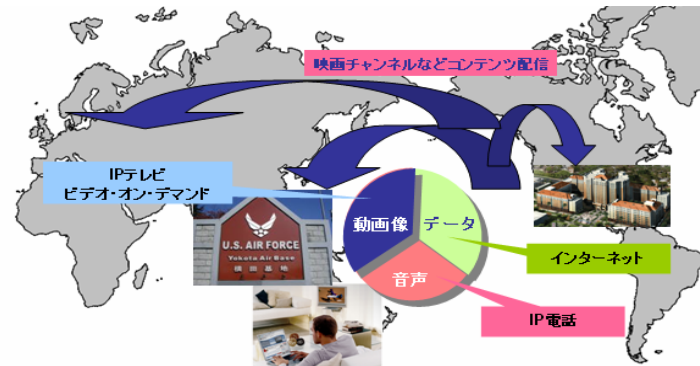 映画チャンネルなどコンテンツ配信
IPテレビ
ビデオ・オン・デマンド
動画像
データ
U.S. AIR FORCE
Yokota Air Base
横田基地
インターネット
音声
IP電話